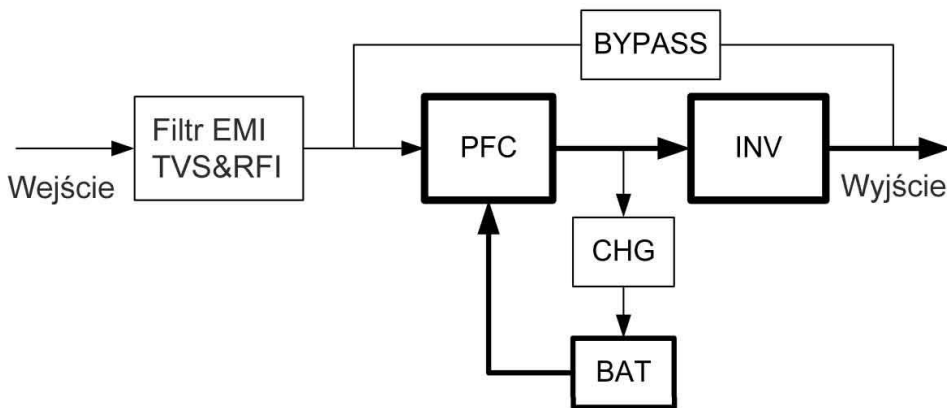 BYPASS
Filtr EMI
TVS&RFI
PFC
INV
Wejście
Wyjście
CHG
BAT